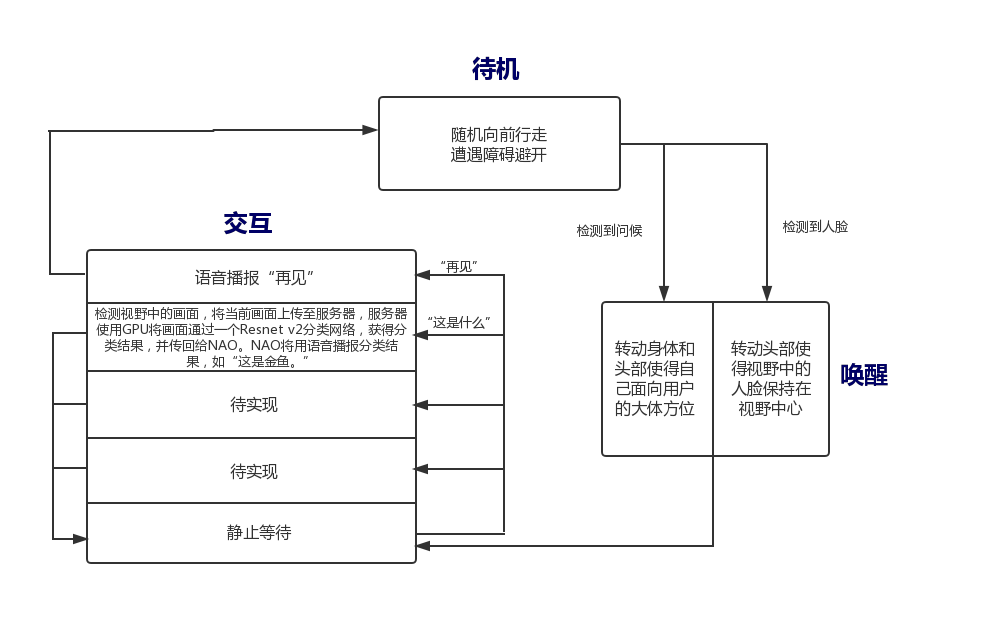 待机
随机向前行走
遭遇障碍避开
检测到问候
检测到人脸
转动身体和
头部使得自
己面向用户
的大体方位
转动头部使
得视野中的
人脸保持在
视野中心
唤醒
交互
语音播报“再见”
检测视野中的画面，将当前画面上传至服务器，服务器
使用GPU将画面通过一个Resnet v2分类网络，获得分
类结果，并传回给NAO。NAO将用语音播报分类结
果，如“这是金鱼。”
待实现
待实现
静止等待
“再见”
“这是什么”